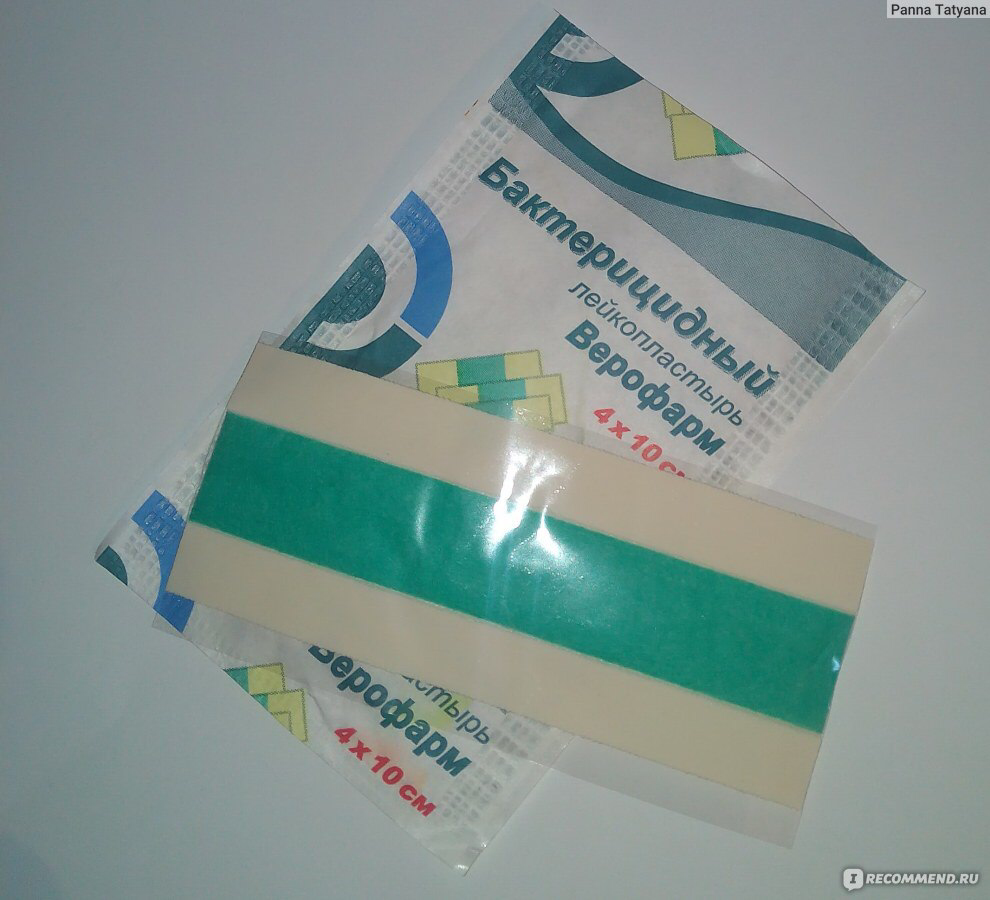 Panna Tatyana
Бактерицидный
лейкопластырь
Верофарм
4 х 10 см
Верофарм
4 х 10 см
RECOMMEND.RU